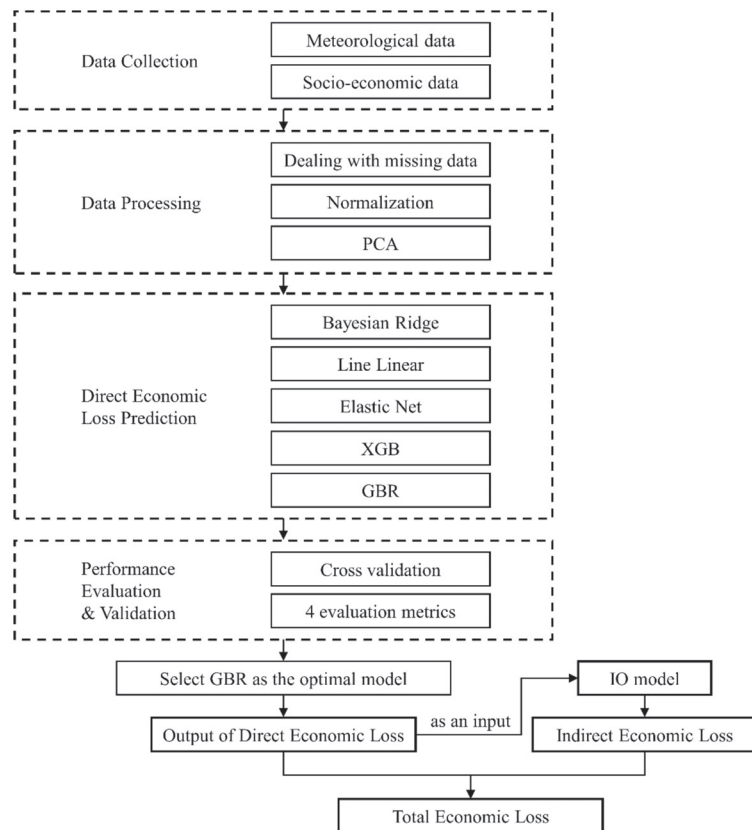 Data Collection
Meteorological data
Socio-economic data
Data Processing
Dealing with missing data
Normalization
PCA
Direct Economic
Loss Prediction
Bayesian Ridge
Line Linear
Elastic Net
XGB
GBR
Performance
Evaluation
& Validation
Cross validation
4 evaluation metrics
Select GBR as the optimal model
IO model
Output of Direct Economic Loss
as an input
Indirect Economic Loss
Total Economic Loss